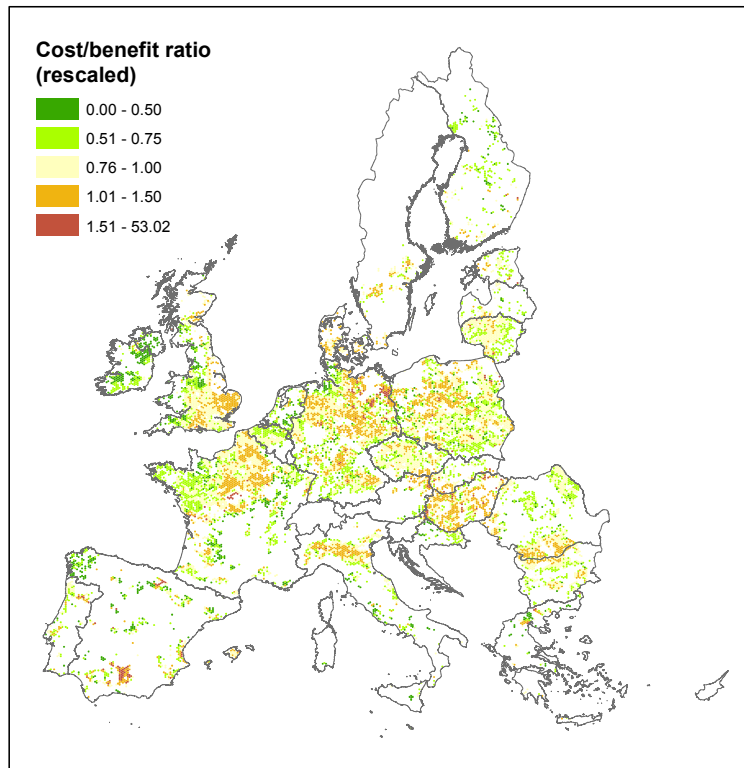 Cost/benefit ratio
(rescaled)
0.00 - 0.50
0.51 - 0.75
0.76 - 1.00
1.01 - 1.50
1.51 - 53.02